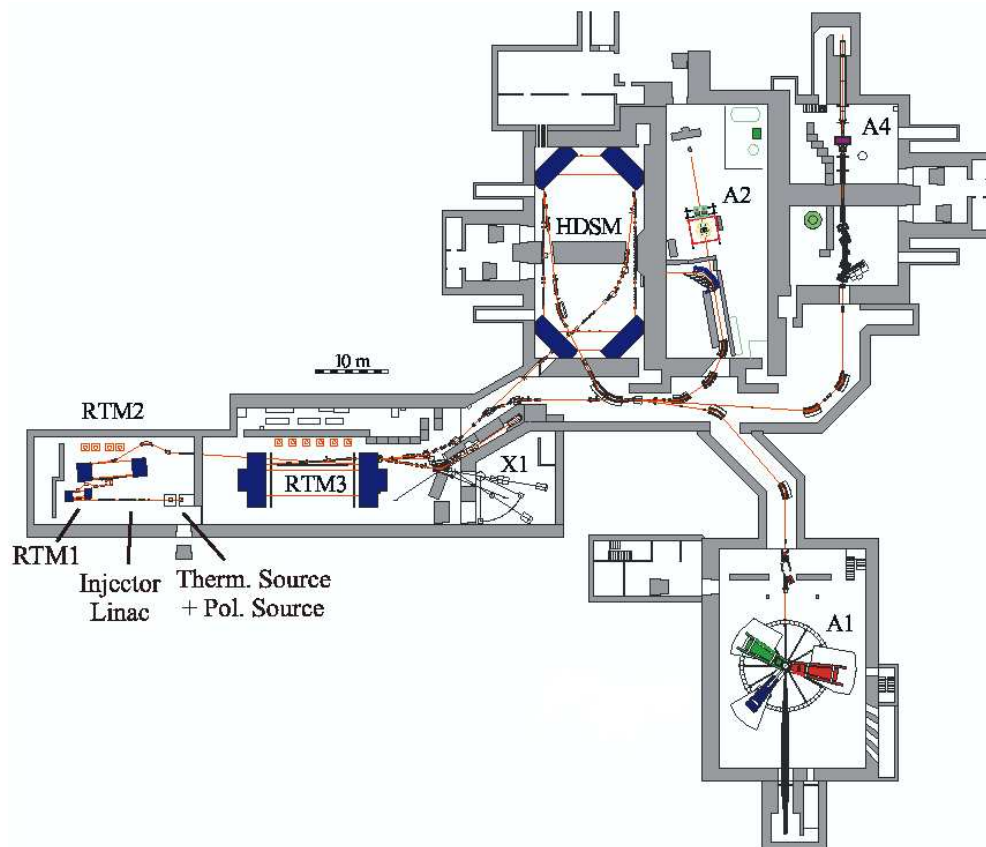 A4
A2
HDSM
10 m
RTM2
X1
RTM3
RTM1
Injector
Linac
Therm. Source
+ Pol. Source
A1